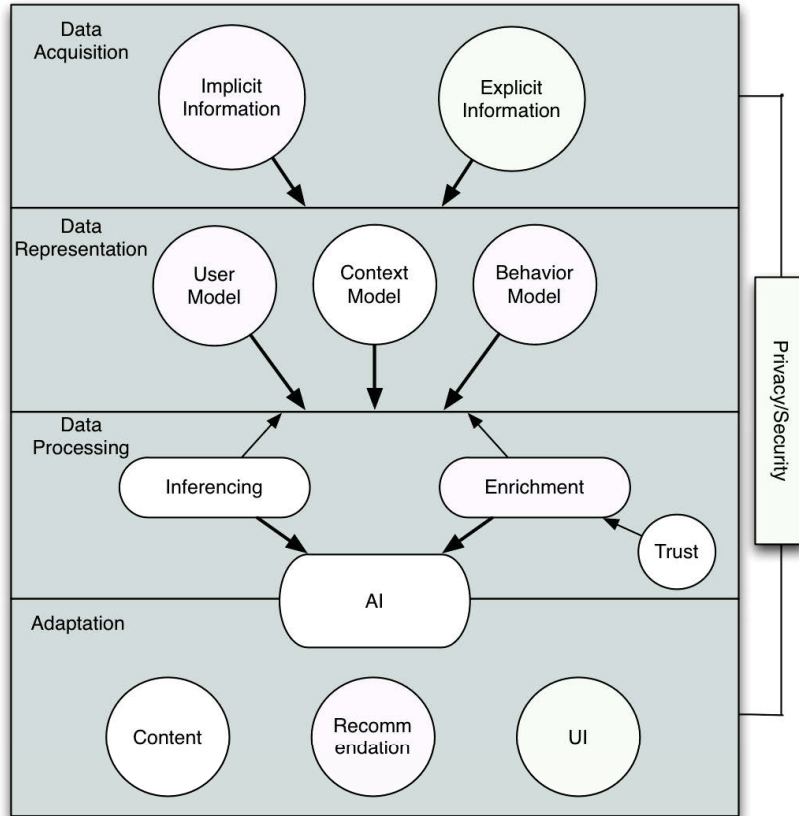 Data
Acquisition
Implicit
Information
Explicit
Information
Data
Representation
User
Model
Context
Model
Behavior
Model
Privacy/Security
Data
Processing
Inferencing
Enrichment
Trust
AI
Adaptation
Content
Recomm
endation
UI